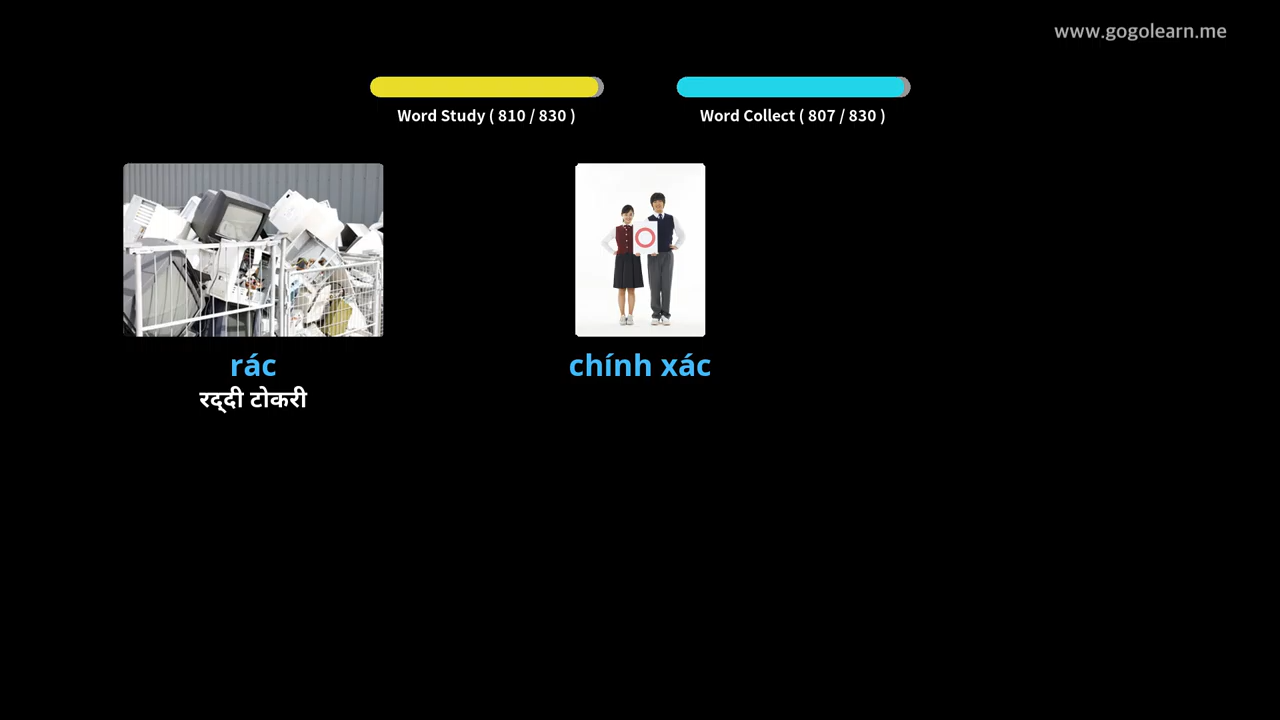 www.gogolearn.me
Word Study ( 810 / 830 )
Word Collect ( 807 / 830 )
rác
रद्दी टोकरी
chính xác